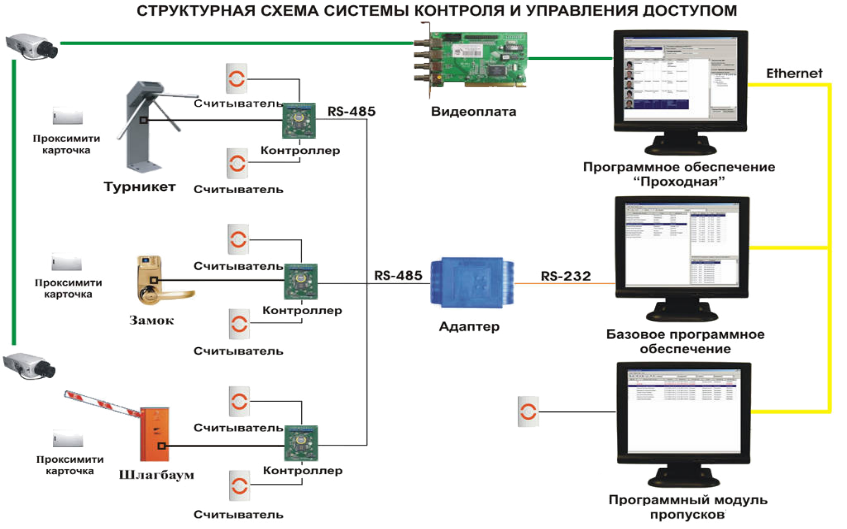 СТРУКТУРНАЯ СХЕМА СИСТЕМЫ КОНТРОЛЯ И УПРАВЛЕНИЯ ДОСТУПОМ
Ethernet
Считыватель
RS-485
Видеоплата
Проксимити
карточка
Контроллер
Программное обеспечение
“Проходная”
Турникет
Считыватель
Считыватель
RS-485
RS-232
Проксимити
карточка
Контроллер
Замок
Адаптер
Базовое программное
обеспечение
Считыватель
Считыватель
Проксимити
карточка
Контроллер
Шлагбаум
Программный модуль
пропусков
Считыватель